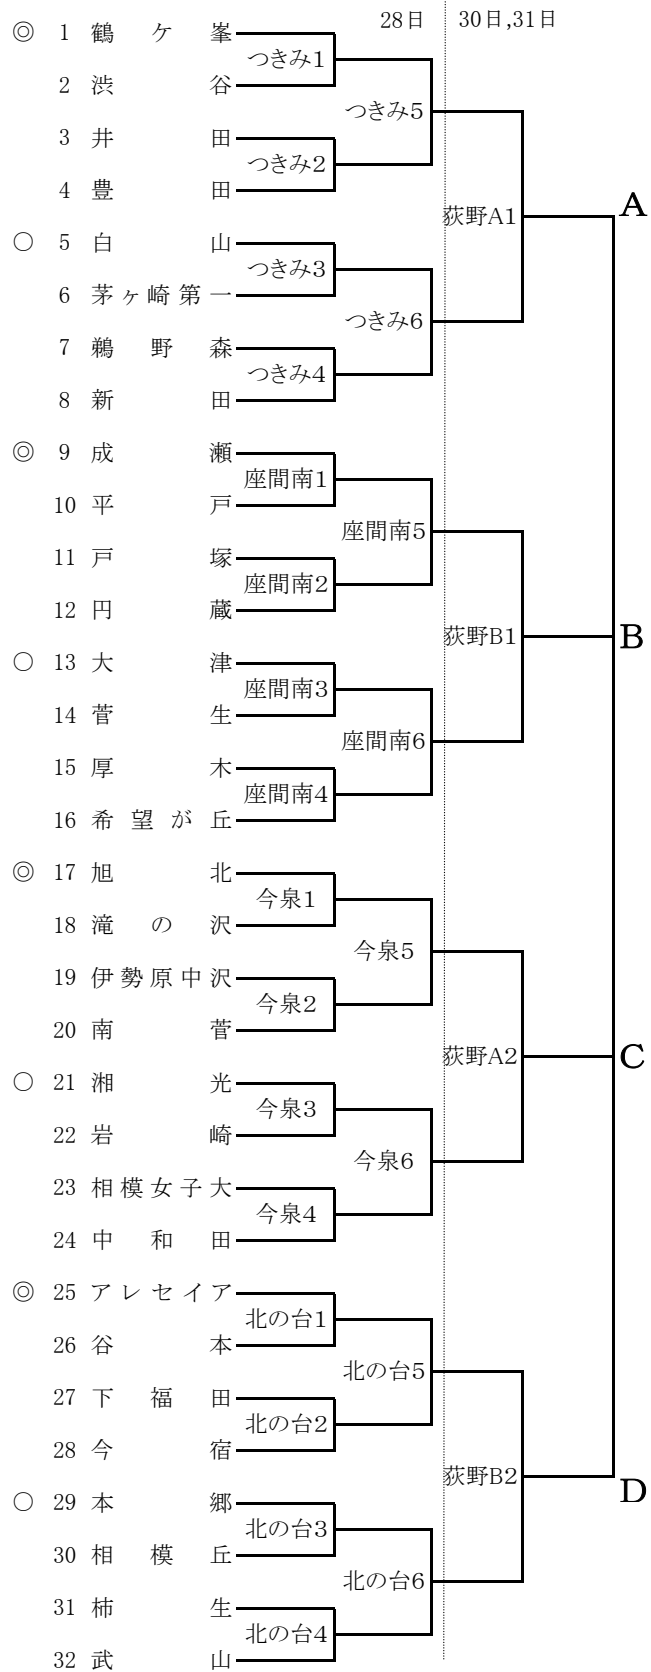 28日 30日,31日
◎ 1 鶴ケ峯
つきみ1
2 渋谷
つきみ5
3 井田
つきみ2
4 豊田
荻野A1 A
○ 5 白山
つきみ3
6 茅ヶ崎第一
つきみ6
7 鵜野森
つきみ4
8 新田
◎ 9 成瀬
座間南1
10 平戸
座間南5
11 戸塚
座間南2
12 円蔵
荻野B1 B
○ 13 大津
座間南3
14 菅生
座間南6
15 厚木
座間南4
16 希望が丘
◎ 17 旭北
今泉1
18 滝の沢
今泉5
19 伊勢原中沢
今泉2
20 南菅
荻野A2 C
○ 21 湘光
今泉3
22 岩崎
今泉6
23 相模女子大
今泉4
24 中和田
◎ 25 アレセイア
北の台1
26 谷本
北の台5
27 下福田
北の台2
28 今宿
荻野B2 D
○ 29 本郷
北の台3
30 相模丘
北の台6
31 柿生
北の台4
32 武山